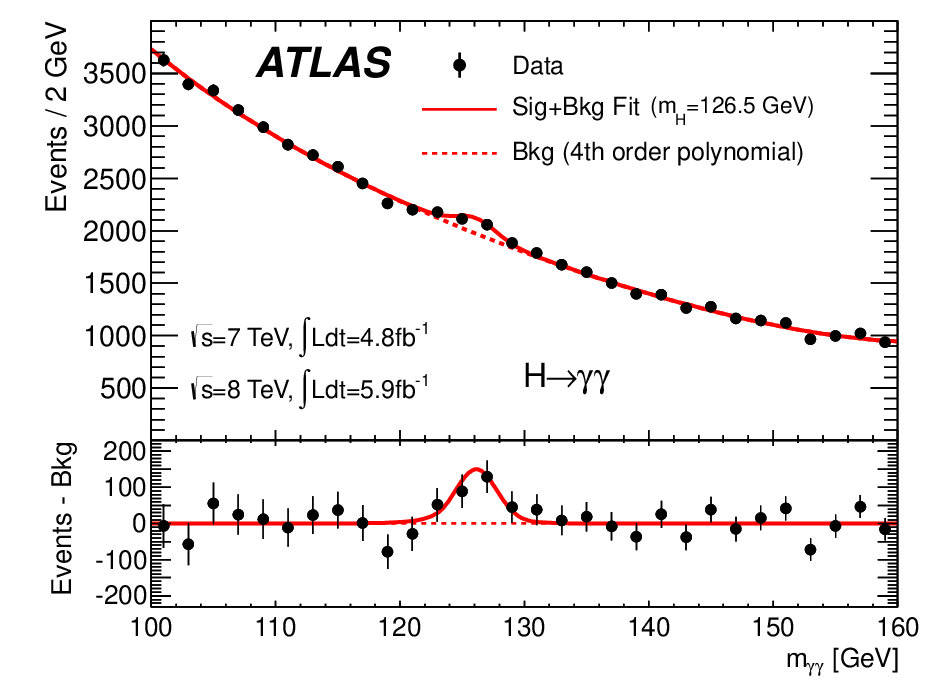 Events / 2 GeV
3500
3000
2500
2000
1500
1000
500
ATLAS
Data
Sig+Bkg Fit (m_H=126.5 GeV)
Bkg (4th order polynomial)
√s=7 TeV, ∫Ldt=4.8fb⁻¹
√s=8 TeV, ∫Ldt=5.9fb⁻¹
H→γγ
Events - Bkg
200
100
0
-100
-200
100 110 120 130 140 150 160
m_γγ [GeV]